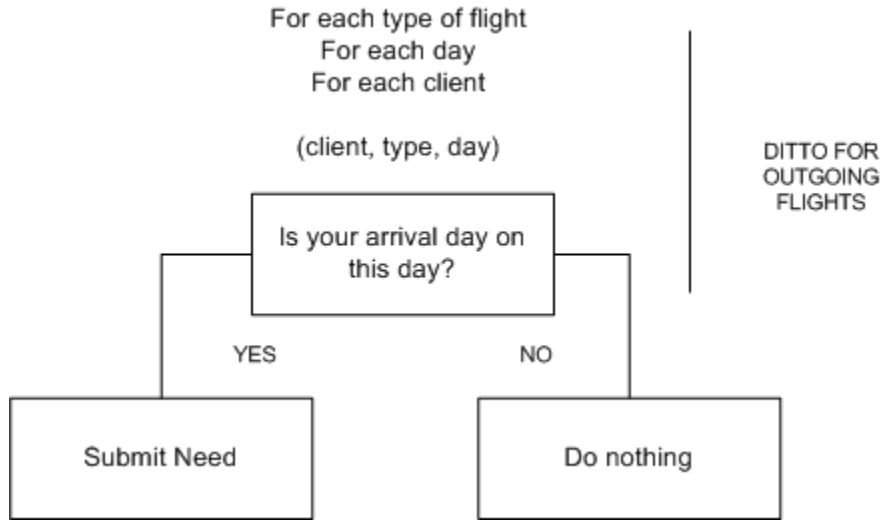 For each type of flight
For each day
For each client
(client, type, day)
DITTO FOR
OUTGOING
FLIGHTS
Is your arrival day on
this day?
YES
NO
Submit Need
Do nothing